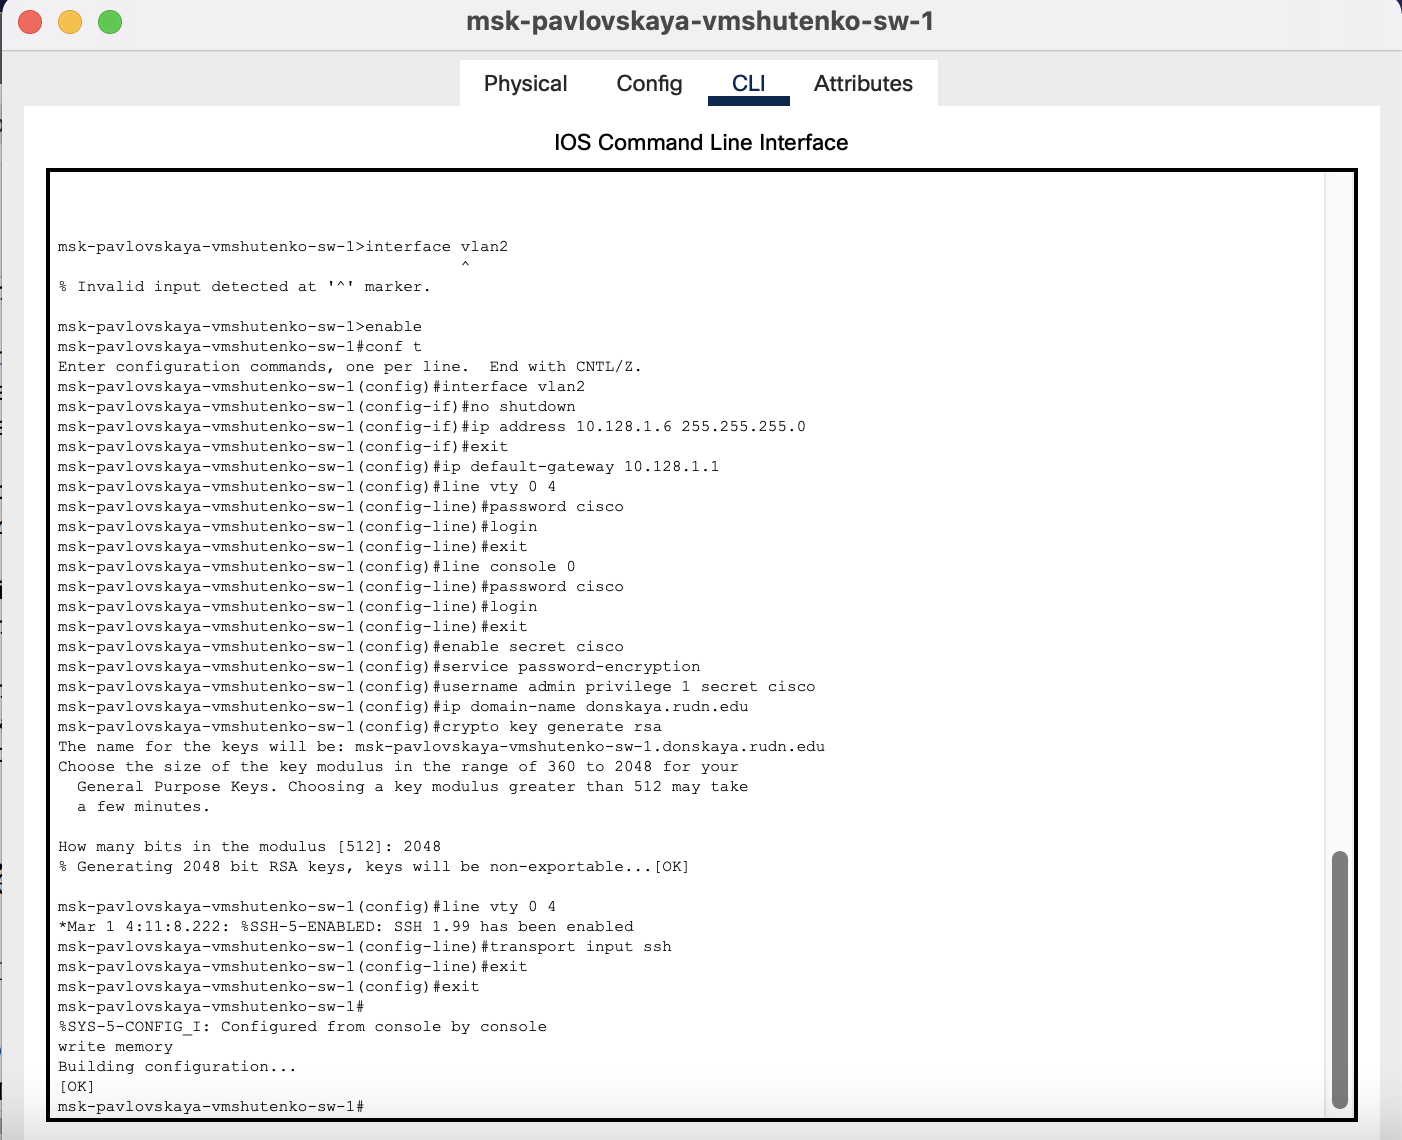 msk-pavlovskaya-vmshutenko-sw-1
Physical Config CLI Attributes
IOS Command Line Interface
msk-pavlovskaya-vmshutenko-sw-1>interface vlan2
^
% Invalid input detected at '^' marker.
msk-pavlovskaya-vmshutenko-sw-1>enable
msk-pavlovskaya-vmshutenko-sw-1#conf t
Enter configuration commands, one per line.  End with CNTL/Z.
msk-pavlovskaya-vmshutenko-sw-1(config)#interface vlan2
msk-pavlovskaya-vmshutenko-sw-1(config-if)#no shutdown
msk-pavlovskaya-vmshutenko-sw-1(config-if)#ip address 10.128.1.6 255.255.255.0
msk-pavlovskaya-vmshutenko-sw-1(config-if)#exit
msk-pavlovskaya-vmshutenko-sw-1(config)#ip default-gateway 10.128.1.1
msk-pavlovskaya-vmshutenko-sw-1(config)#line vty 0 4
msk-pavlovskaya-vmshutenko-sw-1(config-line)#password cisco
msk-pavlovskaya-vmshutenko-sw-1(config-line)#login
msk-pavlovskaya-vmshutenko-sw-1(config-line)#exit
msk-pavlovskaya-vmshutenko-sw-1(config)#line console 0
msk-pavlovskaya-vmshutenko-sw-1(config-line)#password cisco
msk-pavlovskaya-vmshutenko-sw-1(config-line)#login
msk-pavlovskaya-vmshutenko-sw-1(config-line)#exit
msk-pavlovskaya-vmshutenko-sw-1(config)#enable secret cisco
msk-pavlovskaya-vmshutenko-sw-1(config)#service password-encryption
msk-pavlovskaya-vmshutenko-sw-1(config)#username admin privilege 1 secret cisco
msk-pavlovskaya-vmshutenko-sw-1(config)#ip domain-name donskaya.rudn.edu
msk-pavlovskaya-vmshutenko-sw-1(config)#crypto key generate rsa
The name for the keys will be: msk-pavlovskaya-vmshutenko-sw-1.donskaya.rudn.edu
Choose the size of the key modulus in the range of 360 to 2048 for your
General Purpose Keys. Choosing a key modulus greater than 512 may take
a few minutes.
How many bits in the modulus [512]: 2048
% Generating 2048 bit RSA keys, keys will be non-exportable...[OK]
msk-pavlovskaya-vmshutenko-sw-1(config)#line vty 0 4
*Mar 1 4:11:8.222: %SSH-5-ENABLED: SSH 1.99 has been enabled
msk-pavlovskaya-vmshutenko-sw-1(config-line)#transport input ssh
msk-pavlovskaya-vmshutenko-sw-1(config-line)#exit
msk-pavlovskaya-vmshutenko-sw-1(config)#exit
msk-pavlovskaya-vmshutenko-sw-1#
%SYS-5-CONFIG_I: Configured from console by console
write memory
Building configuration...
[OK]
msk-pavlovskaya-vmshutenko-sw-1#